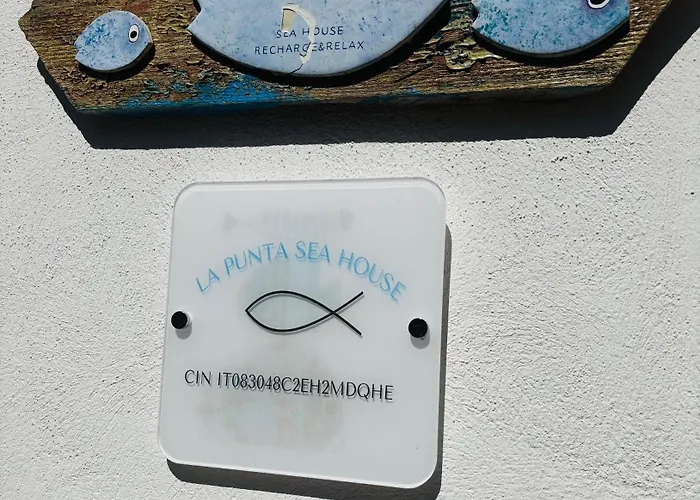 SEA HOUSE
RECHARGE&RELAX
LA PUNTA SEA HOUSE
CIN IT083048C2EH2MDQHE